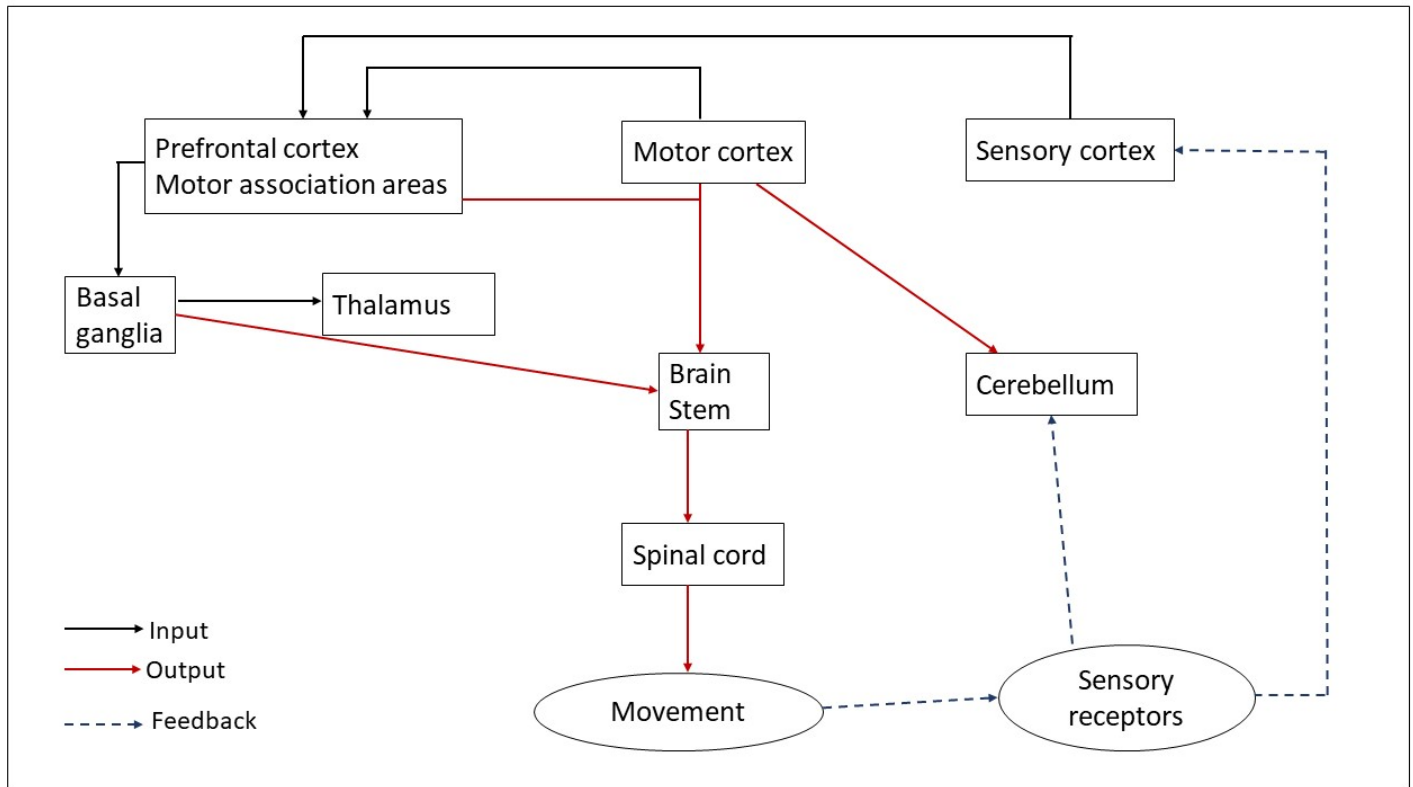 Prefrontal cortex
Motor association areas
Motor cortex
Sensory cortex
Basal
ganglia
Thalamus
Brain
Stem
Cerebellum
Spinal cord
Input
Output
Feedback
Movement
Sensory
receptors